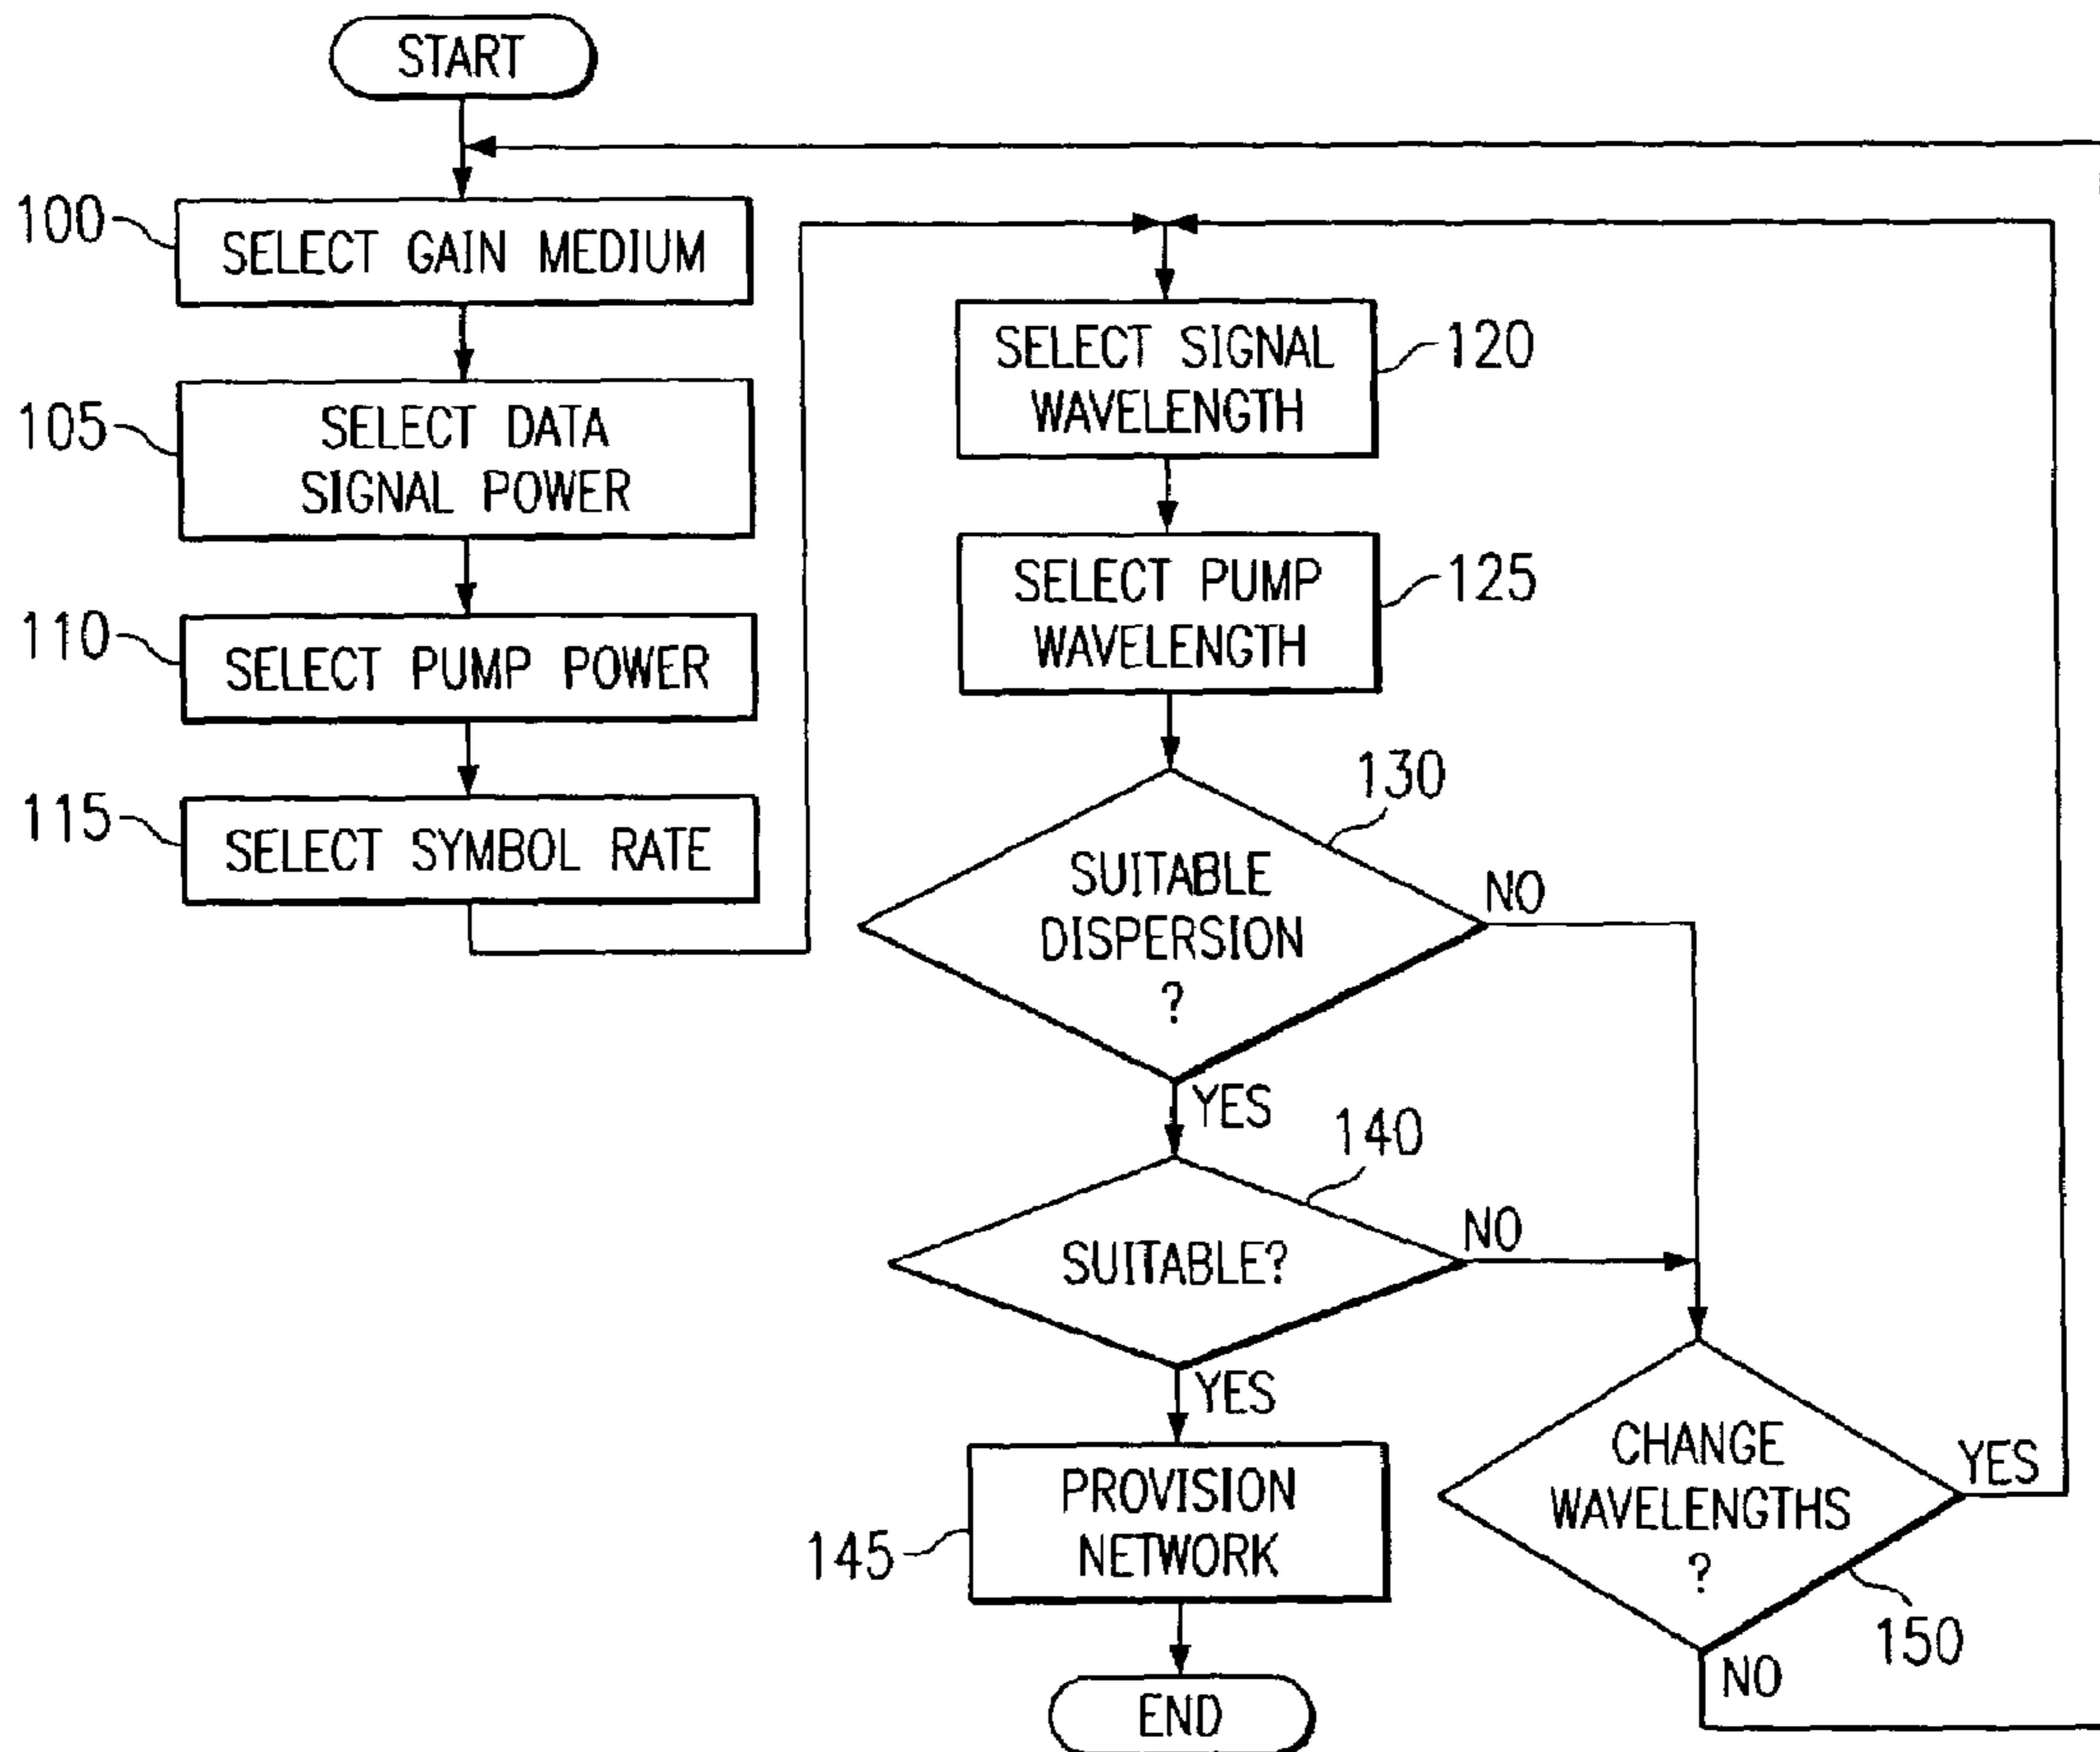 START
100
SELECT GAIN MEDIUM
105
SELECT DATA
SIGNAL POWER
110
SELECT PUMP POWER
115
SELECT SYMBOL RATE
SELECT SIGNAL
WAVELENGTH
120
SELECT PUMP
WAVELENGTH
125
130
SUITABLE
DISPERSION
?
NO
YES
140
SUITABLE?
NO
YES
PROVISION
NETWORK
145
CHANGE
WAVELENGTHS
?
YES
150
NO
END